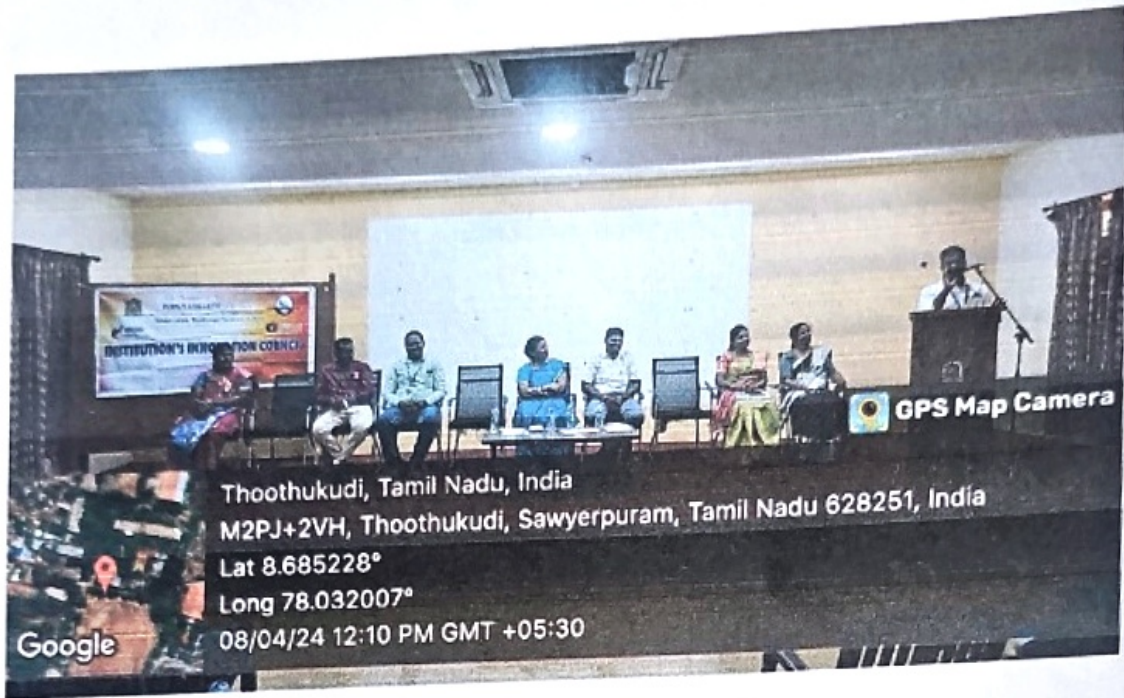 INSTITUTION'S INNOVATION COUNCIL
GPS Map Camera
Thoothukudi, Tamil Nadu, India
M2PJ+2VH, Thoothukudi, Sawyerpuram, Tamil Nadu 628251, India
Lat 8.685228°
Long 78.032007°
08/04/24 12:10 PM GMT +05:30
Google